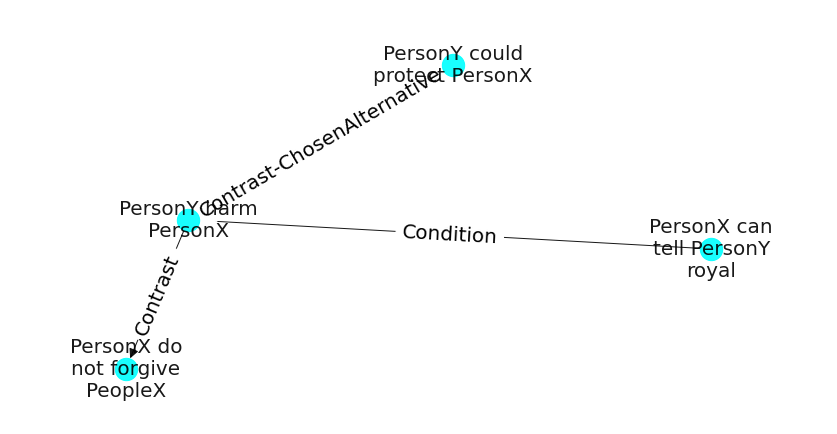 PersonY could
protect PersonX
Contrast-ChosenAlternative
PersonY harm
PersonX
Condition
PersonX can
tell PersonY
royal
Contrast
PersonX do
not forgive
PeopleX